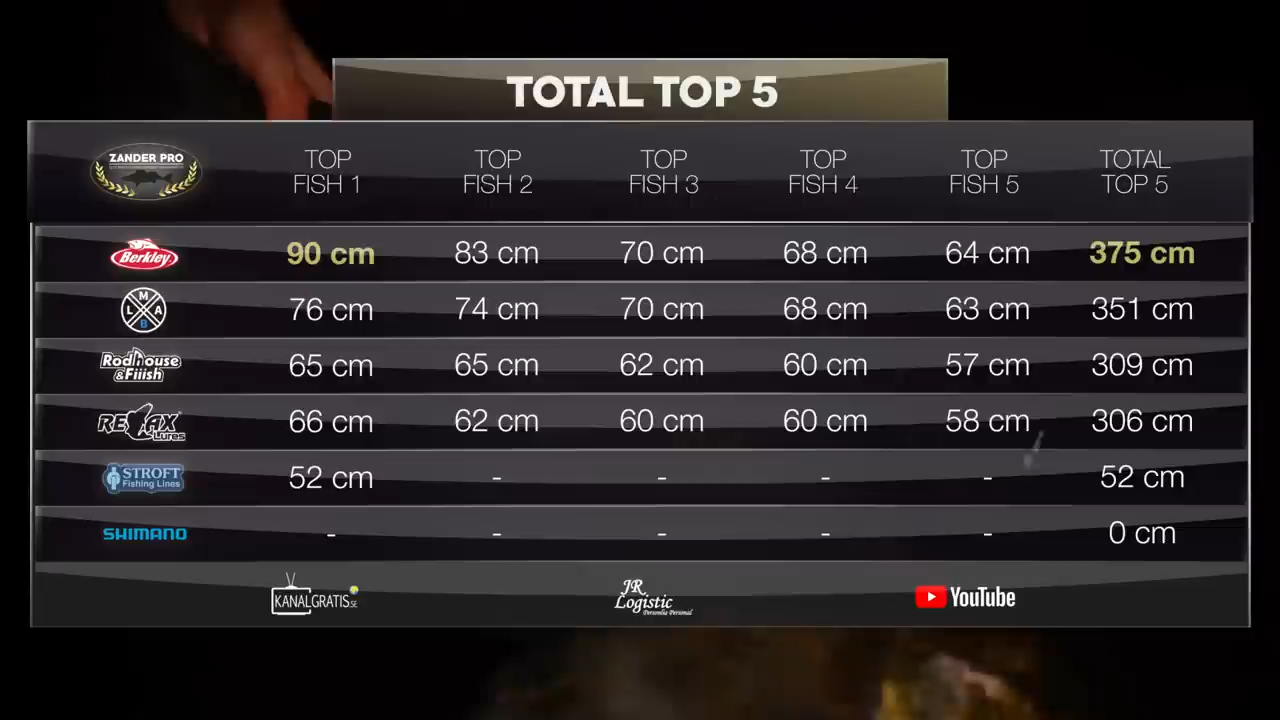 TOTAL TOP 5
ZANDER PRO
TOP FISH 1
TOP FISH 2
TOP FISH 3
TOP FISH 4
TOP FISH 5
TOTAL TOP 5
Berkley 90 cm 83 cm 70 cm 68 cm 64 cm 375 cm
LMAB 76 cm 74 cm 70 cm 68 cm 63 cm 351 cm
Rodhouse &Fiiish 65 cm 65 cm 62 cm 60 cm 57 cm 309 cm
RELAX Lures 66 cm 62 cm 60 cm 60 cm 58 cm 306 cm
STROFT Fishing Lines 52 cm - - - - 52 cm
SHIMANO - - - - - 0 cm
KANALGRATIS.SE
JR Logistic
Personlia Personal
YouTube